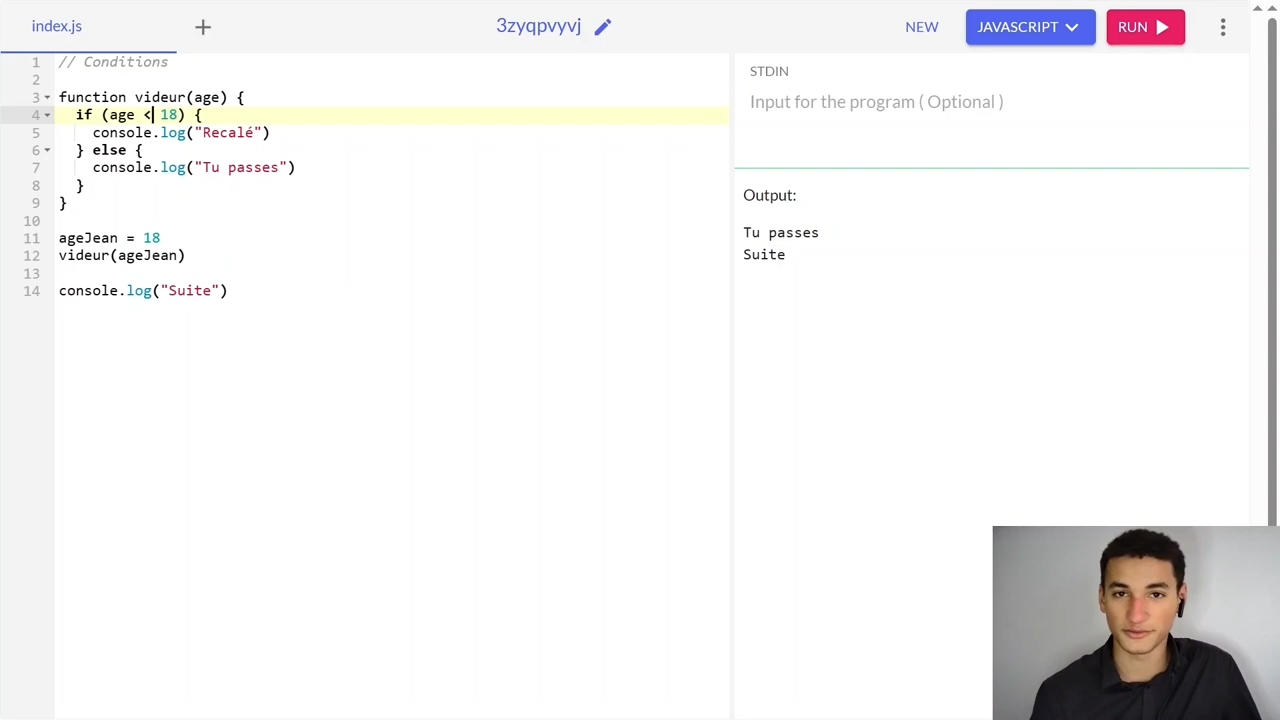 index.js
+
3zyqpvyvj
NEW
JAVASCRIPT
RUN
1 // Conditions
2
3 function videur(age) {
4 if (age < 18) {
5 console.log("Recalé")
6 } else {
7 console.log("Tu passes")
8 }
9 }
10
11 ageJean = 18
12 videur(ageJean)
13
14 console.log("Suite")
STDIN
Input for the program ( Optional )
Output:
Tu passes
Suite